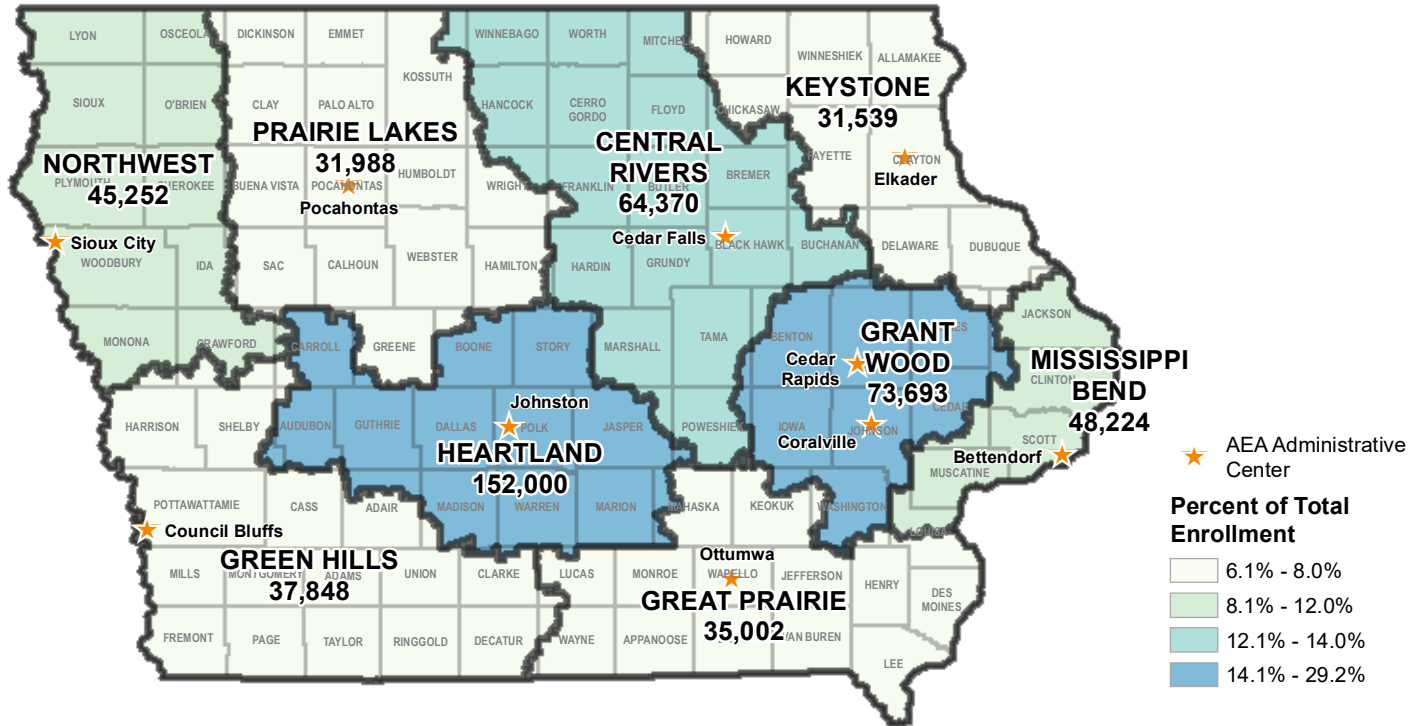 LYON
OSCEOLA
DICKINSON
EMMET
WINNEBAGO
WORTH
MITCHEL
HOWARD
WINNESHIEK
ALLAMAKEE
KOSSUTH
SIOUX
O'BRIEN
CLAY
PALO ALTO
HANCOCK
CERRO
GORDO
FLOYD
CHICKASAW
KEYSTONE
31,539
PRAIRIE LAKES
31,988
CENTRAL
RIVERS
64,370
NORTHWEST
45,252
PLYMOUTH
CHEROKEE
BUENA VISTA
POCAHONTAS
Pocahontas
HUMBOLDT
WRIGHT
FRANKLIN
BUTLER
BREMER
FAYETTE
CLAYTON
Elkader
Sioux City
WOODBURY
IDA
SAC
CALHOUN
WEBSTER
HAMILTON
HARDIN
GRUNDY
Cedar Falls
BLACK HAWK
BUCHANAN
DELAWARE
DUBUQUE
MONONA
CRAWFORD
CARROLL
GREENE
BOONE
STORY
MARSHALL
TAMA
BENTON
GRANT
WOOD
73,693
Cedar
Rapids
JACKSON
MISSISSIPPI
BEND
48,224
CLINTON
HARRISON
SHELBY
AUDUBON
GUTHRIE
DALLAS
Johnston
POLK
JASPER
POWESHIEK
IOWA
Coralville
JOHNSON
CEDAR
SCOTT
Bettendorf
MUSCATINE
HEARTLAND
152,000
POTTAWATTAMIE
CASS
ADAIR
MADISON
WARREN
MARION
MAHASKA
KEOKUK
WASHINGTON
LOUISA
Council Bluffs
GREEN HILLS
37,848
MILLS
MONTGOMERY
ADAMS
UNION
CLARKE
LUCAS
MONROE
Ottumwa
WAPELLO
JEFFERSON
HENRY
DES
MOINES
GREAT PRAIRIE
35,002
FREMONT
PAGE
TAYLOR
RINGGOLD
DECATUR
WAYNE
APPANOOSE
VAN BUREN
LEE
AEA Administrative
Center
Percent of Total
Enrollment
6.1% - 8.0%
8.1% - 12.0%
12.1% - 14.0%
14.1% - 29.2%